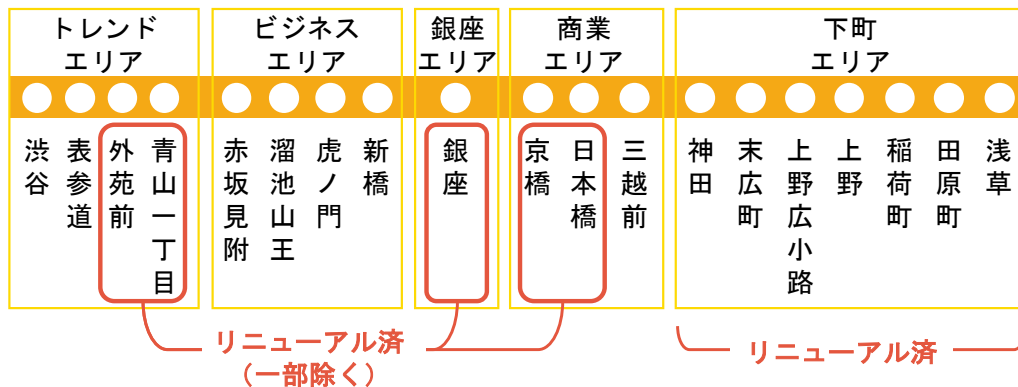 トレンド
エリア
ビジネス
エリア
銀座
エリア
商業
エリア
下町
エリア
渋谷
表参道
外苑前
青山一丁目
赤坂見附
溜池山王
虎ノ門
新橋
銀座
京橋
日本橋
三越前
神田
末広町
上野広小路
上野
稲荷町
田原町
浅草
リニューアル済
（一部除く）
リニューアル済